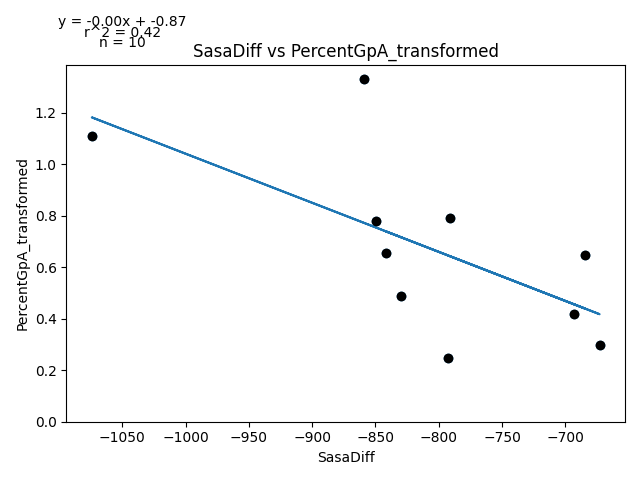 y = -0.00x + -0.87
r^2 = 0.42
n = 10
SasaDiff vs PercentGpA_transformed
PercentGpA_transformed
1.2
1.0
0.8
0.6
0.4
0.2
0.0
−1050 −1000 −950 −900 −850 −800 −750 −700
SasaDiff